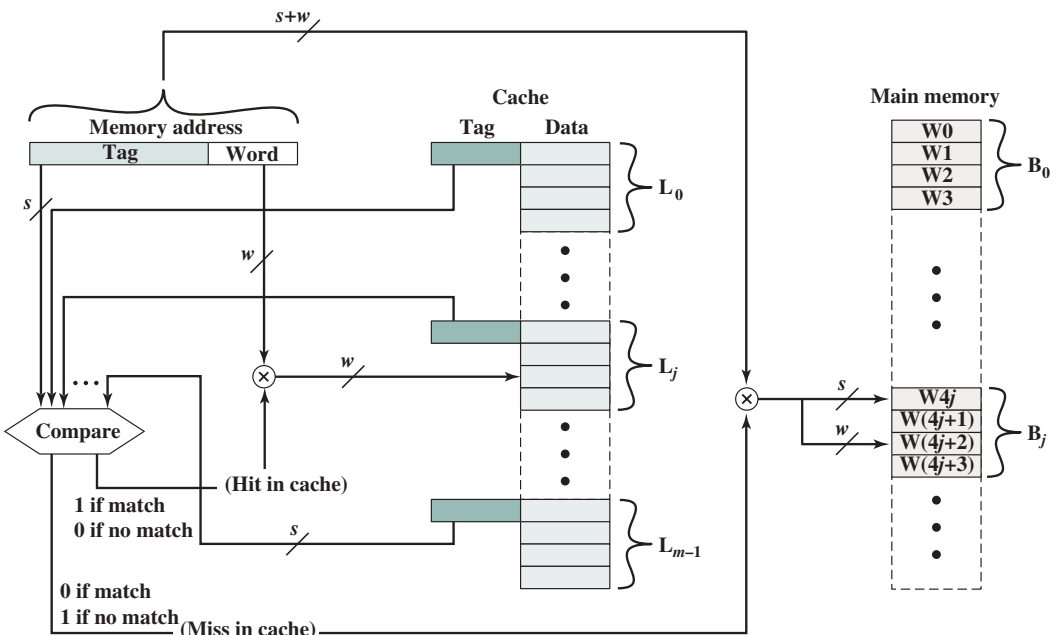 s+w
Cache
Main memory
Memory address
Tag Data
Tag Word
W0
W1
W2
W3
B0
L0
s
w
w
Lj
Compare
s
w
W4j
W(4j+1)
W(4j+2)
W(4j+3)
Bj
(Hit in cache)
1 if match
0 if no match
s
Lm–1
0 if match
1 if no match
(Miss in cache)